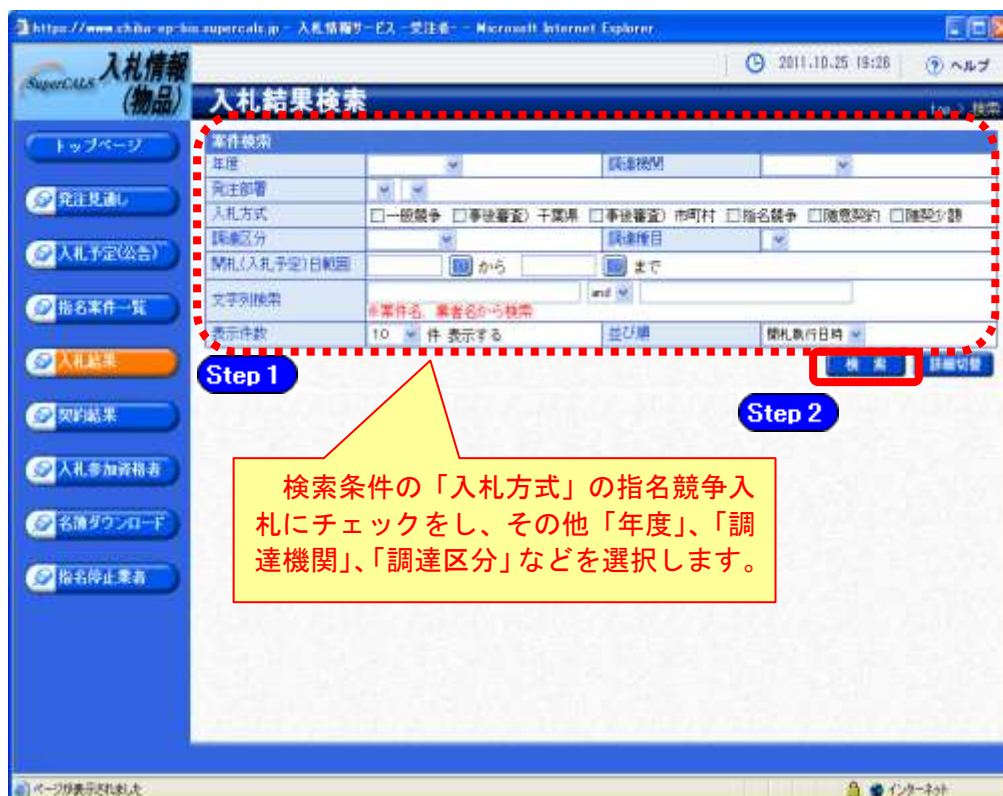 https://www.chiba-ep-bis.supercals.jp - 入札情報サービス -受注者- - Microsoft Internet Explorer
SuperCALS 入札情報
(物品)
2011.10.25 19:26 ヘルプ
入札結果検索
top > 検索
トップページ
発注見通し
入札予定(公告)
指名案件一覧
入札結果
契約結果
入札参加資格者
名簿ダウンロード
指名停止業者
案件検索
年度 調達機関
発注部署
入札方式 一般競争 (事後審査)千葉県 (事後審査)市町村 指名競争 随意契約 随契少額
調達区分 調達種目
開札(入札予定)日範囲 から まで
文字列検索 and
※案件名、業者名から検索
表示件数 10 件 表示する 並び順 開札執行日時
検 索 詳細切替
Step 1
Step 2
検索条件の「入札方式」の指名競争入
札にチェックをし、その他「年度」、「調
達機関」、「調達区分」などを選択します。
ページが表示されました
インターネット